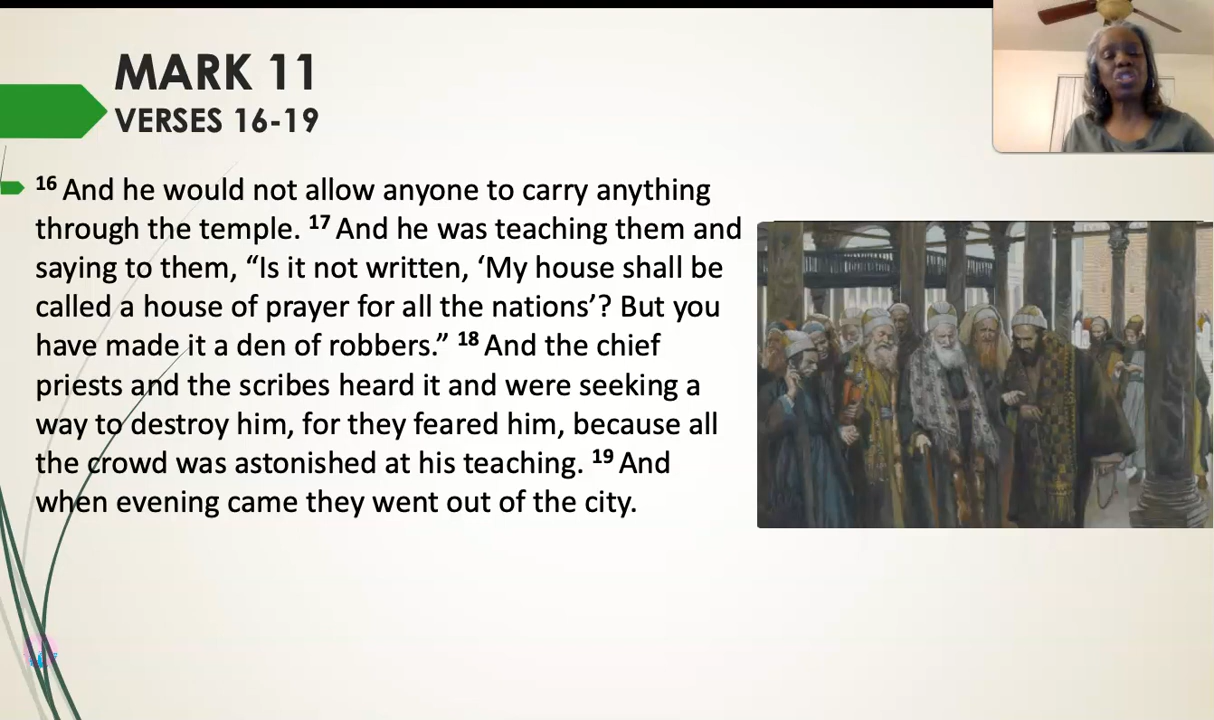 MARK 11
VERSES 16-19
16 And he would not allow anyone to carry anything
through the temple. 17 And he was teaching them and
saying to them, “Is it not written, ‘My house shall be
called a house of prayer for all the nations’? But you
have made it a den of robbers.” 18 And the chief
priests and the scribes heard it and were seeking a
way to destroy him, for they feared him, because all
the crowd was astonished at his teaching. 19 And
when evening came they went out of the city.